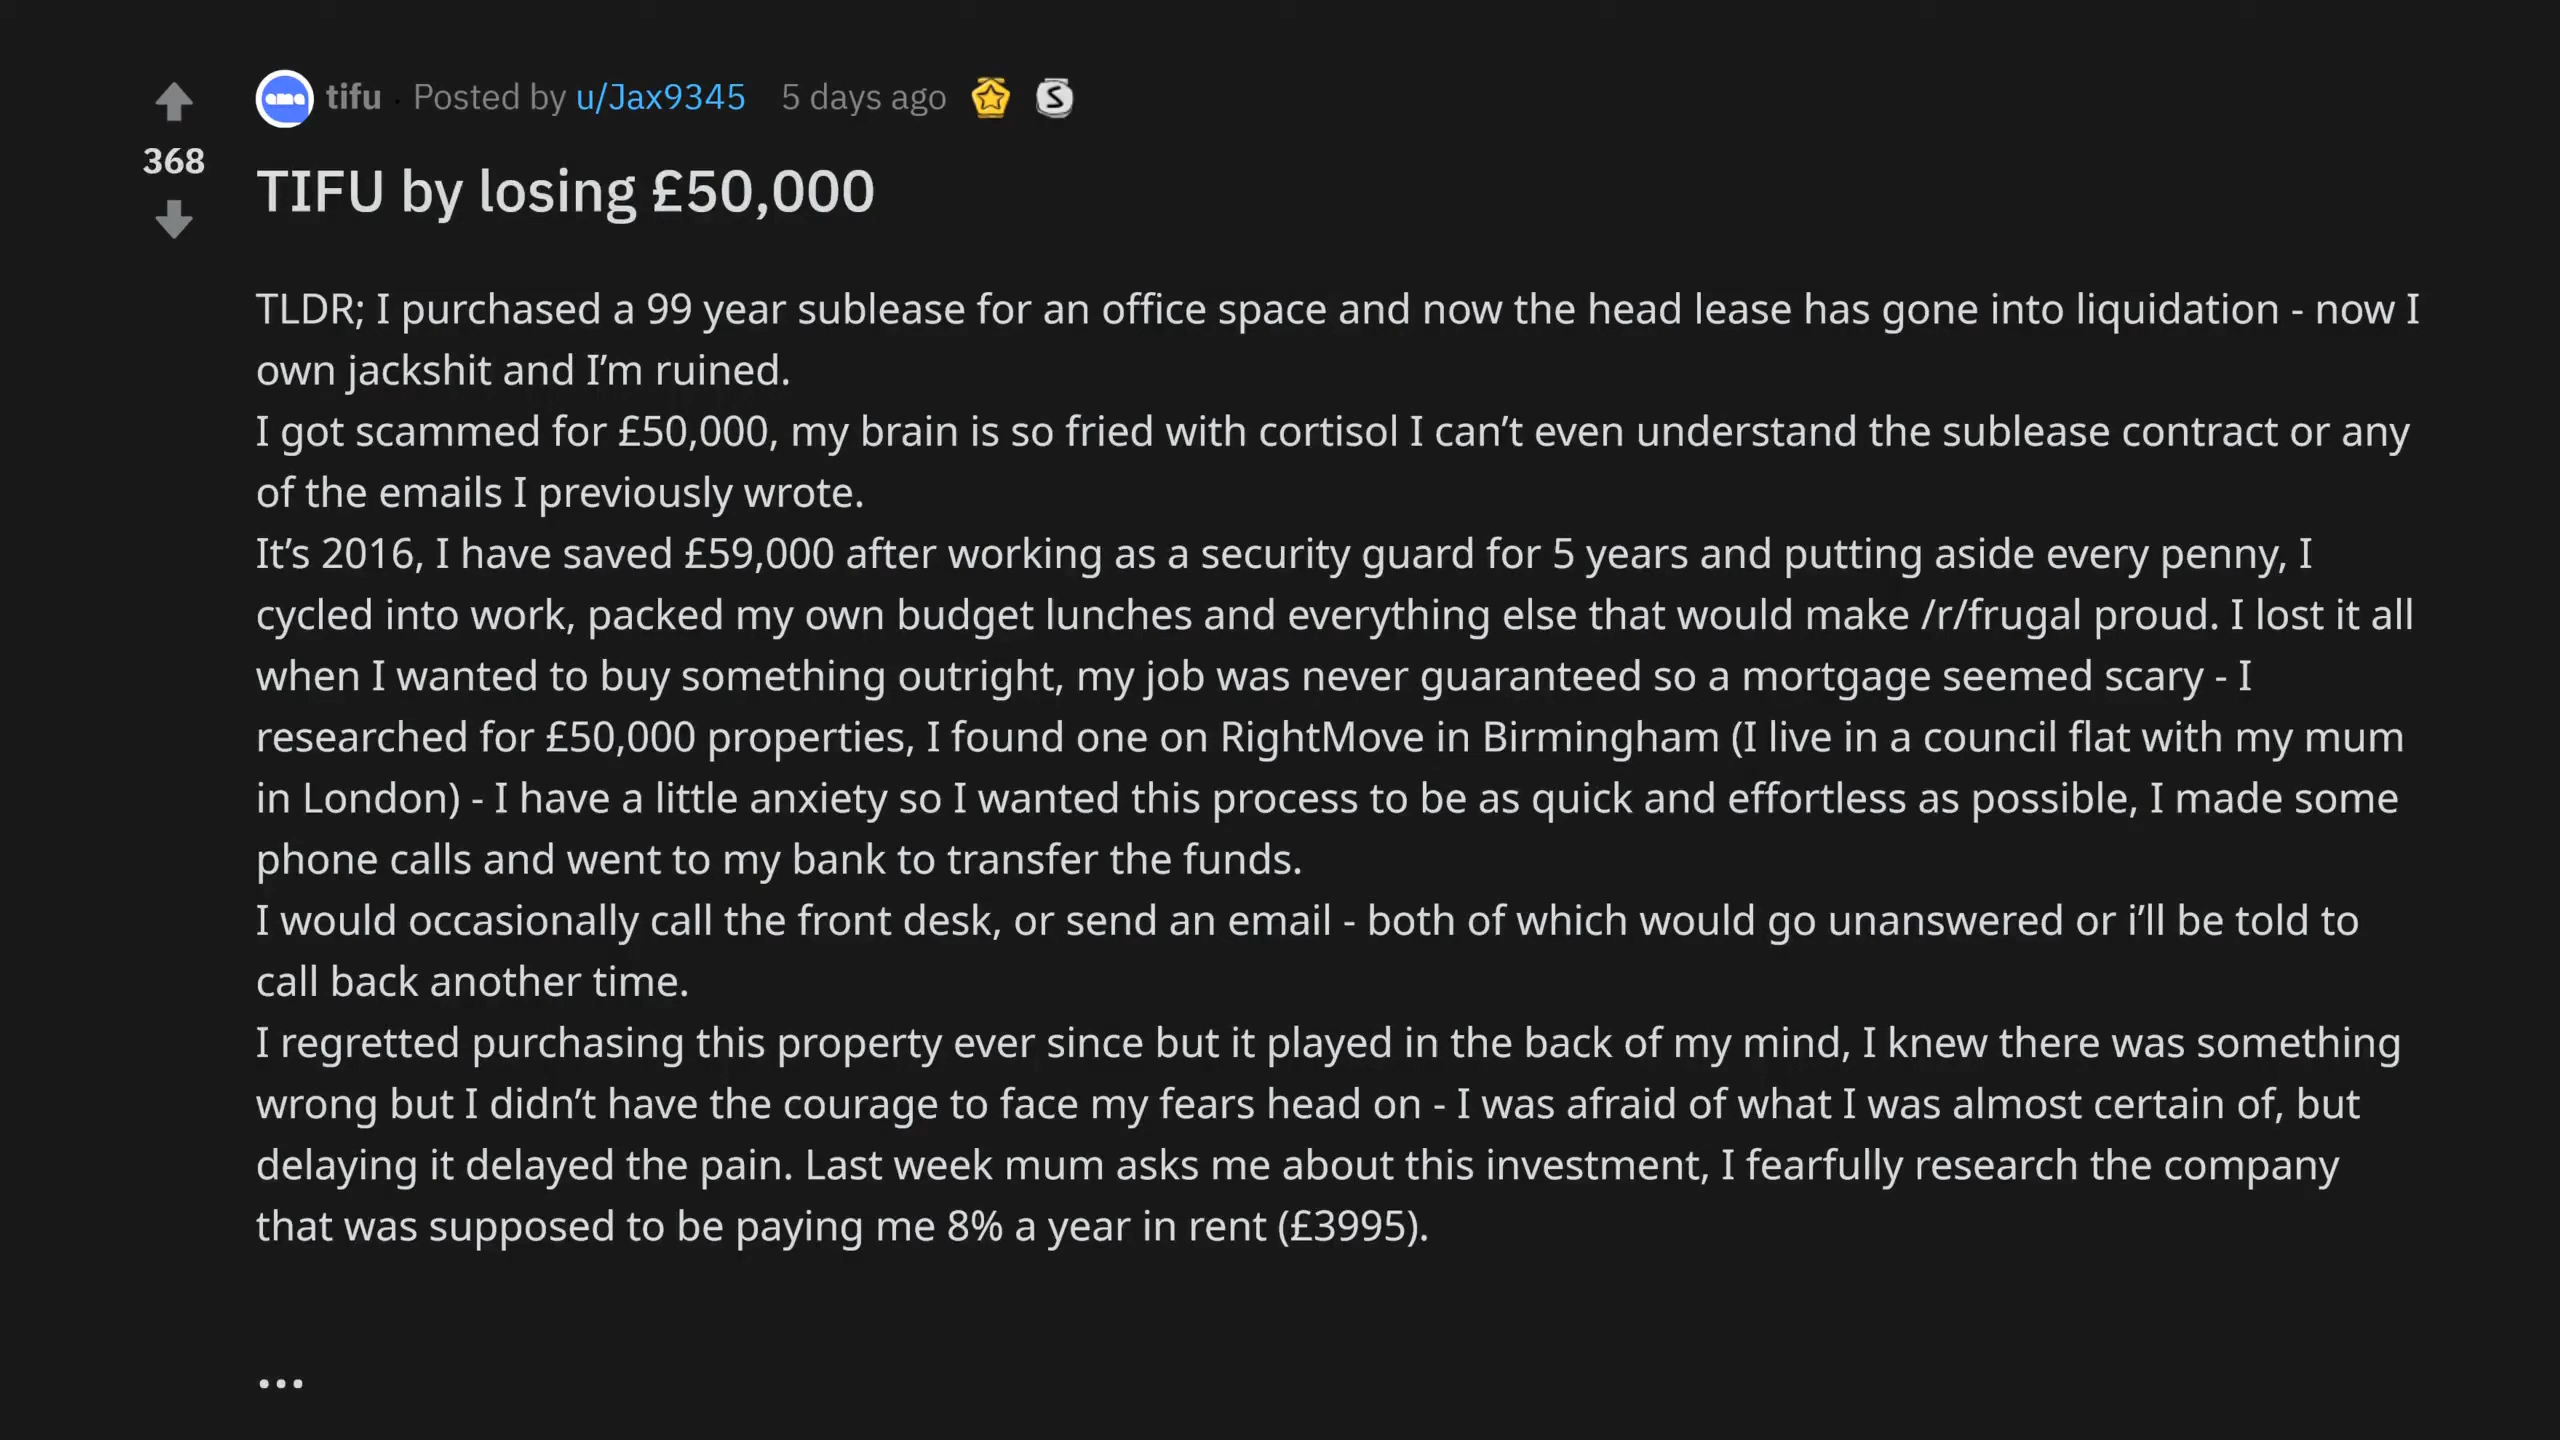 tifu · Posted by u/Jax9345 5 days ago
368
TIFU by losing £50,000
TLDR; I purchased a 99 year sublease for an office space and now the head lease has gone into liquidation - now I
own jackshit and I’m ruined.
I got scammed for £50,000, my brain is so fried with cortisol I can’t even understand the sublease contract or any
of the emails I previously wrote.
It’s 2016, I have saved £59,000 after working as a security guard for 5 years and putting aside every penny, I
cycled into work, packed my own budget lunches and everything else that would make /r/frugal proud. I lost it all
when I wanted to buy something outright, my job was never guaranteed so a mortgage seemed scary - I
researched for £50,000 properties, I found one on RightMove in Birmingham (I live in a council flat with my mum
in London) - I have a little anxiety so I wanted this process to be as quick and effortless as possible, I made some
phone calls and went to my bank to transfer the funds.
I would occasionally call the front desk, or send an email - both of which would go unanswered or i’ll be told to
call back another time.
I regretted purchasing this property ever since but it played in the back of my mind, I knew there was something
wrong but I didn’t have the courage to face my fears head on - I was afraid of what I was almost certain of, but
delaying it delayed the pain. Last week mum asks me about this investment, I fearfully research the company
that was supposed to be paying me 8% a year in rent (£3995).
...